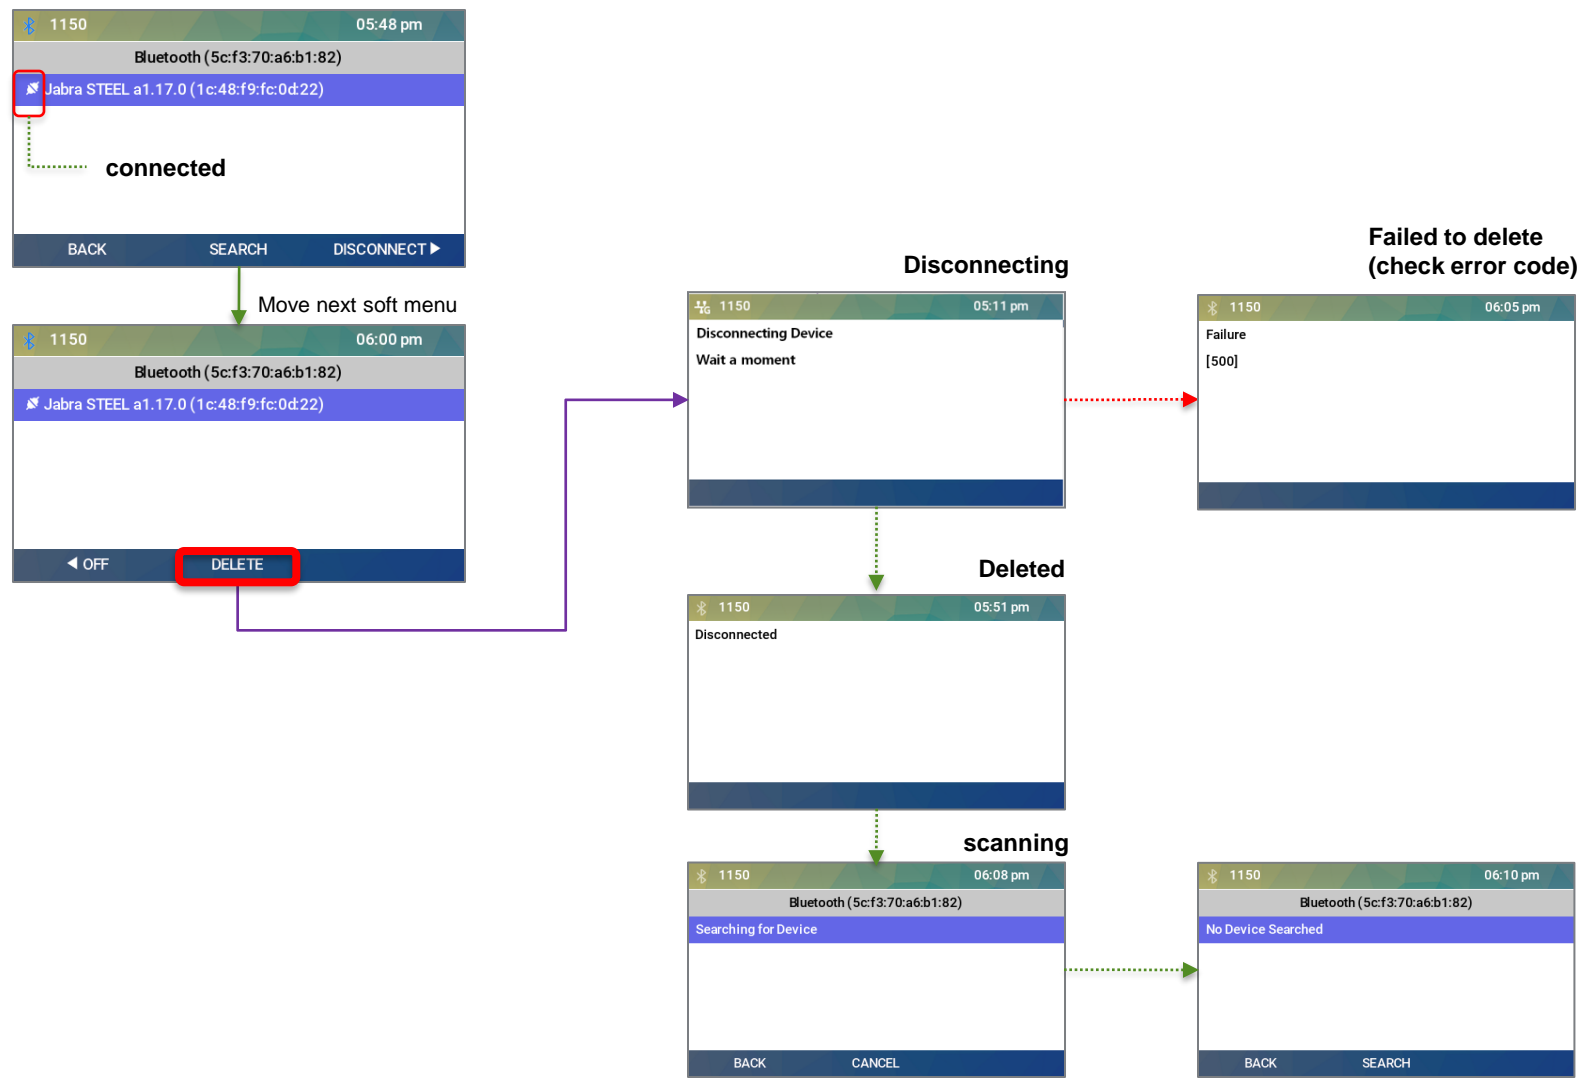 1150 05:48 pm
Bluetooth (5c:f3:70:a6:b1:82)
Jabra STEEL a1.17.0 (1c:48:f9:fc:0d:22)
connected
BACK SEARCH DISCONNECT
Move next soft menu
1150 06:00 pm
Bluetooth (5c:f3:70:a6:b1:82)
Jabra STEEL a1.17.0 (1c:48:f9:fc:0d:22)
OFF DELETE
Disconnecting
1150 05:11 pm
Disconnecting Device
Wait a moment
Failed to delete
(check error code)
1150 06:05 pm
Failure
[500]
Deleted
1150 05:51 pm
Disconnected
scanning
1150 06:08 pm
Bluetooth (5c:f3:70:a6:b1:82)
Searching for Device
BACK CANCEL
1150 06:10 pm
Bluetooth (5c:f3:70:a6:b1:82)
No Device Searched
BACK SEARCH